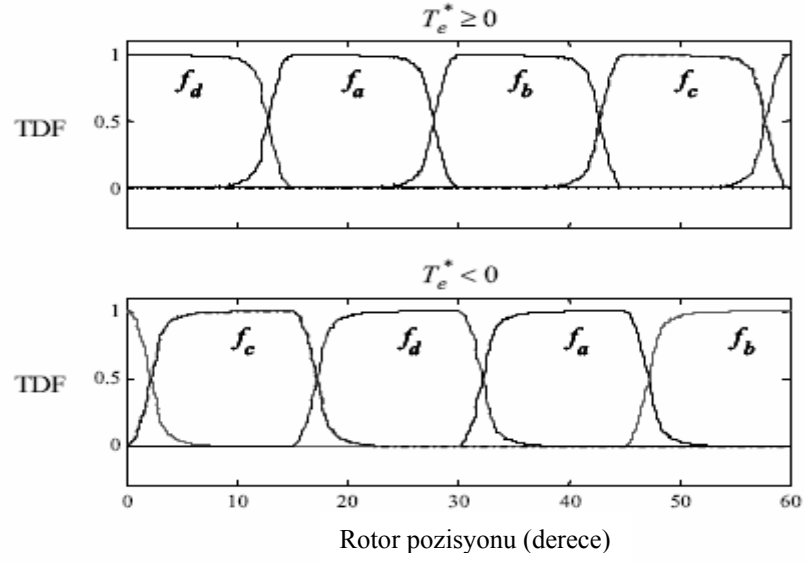 T_e^* ≥ 0
1
f_d f_a f_b f_c
TDF 0.5
0
T_e^* < 0
1
f_c f_d f_a f_b
TDF 0.5
0
0 10 20 30 40 50 60
Rotor pozisyonu (derece)